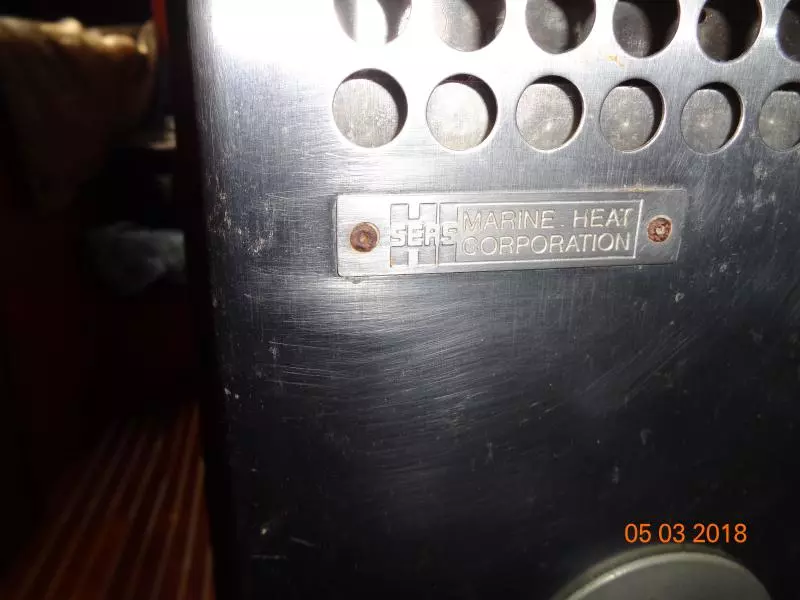 H
SEAS
MARINE HEAT
CORPORATION
05 03 2018